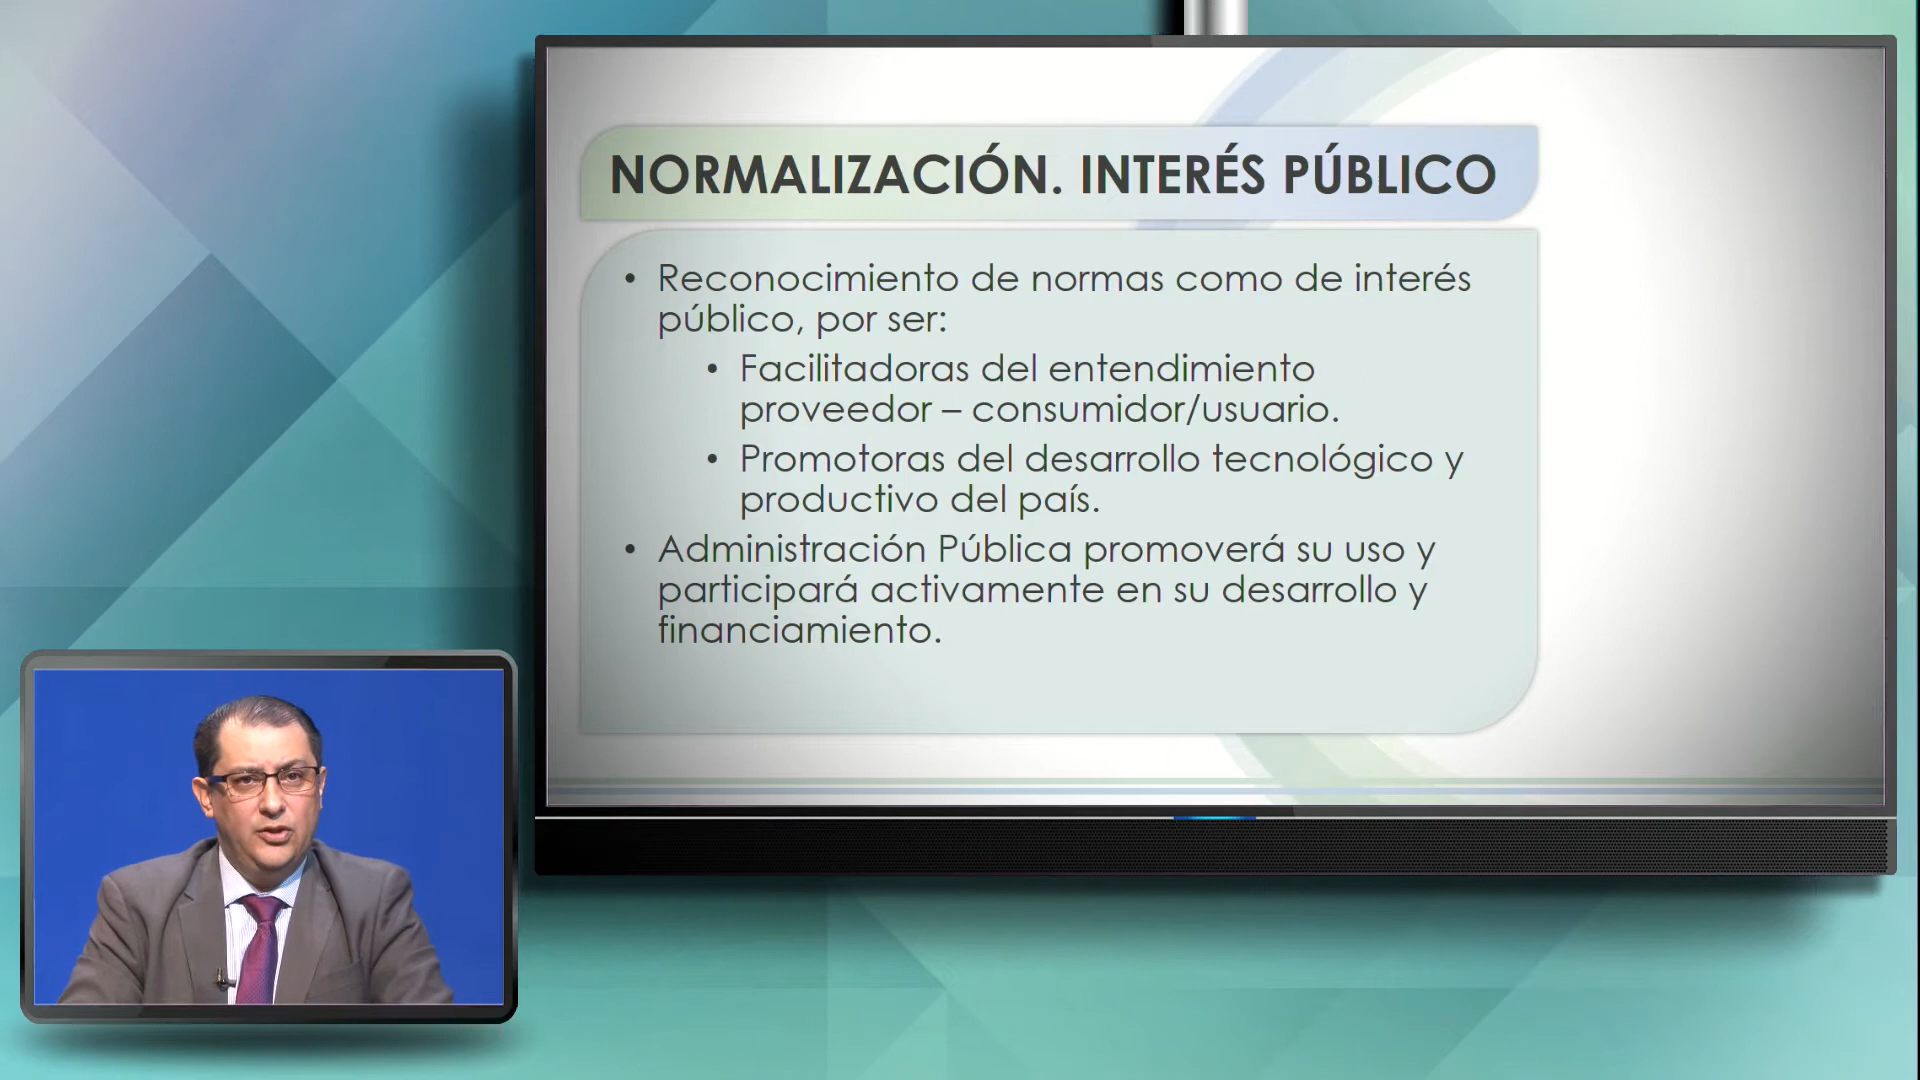 NORMALIZACIÓN. INTERÉS PÚBLICO
• Reconocimiento de normas como de interés
público, por ser:
• Facilitadoras del entendimiento
proveedor – consumidor/usuario.
• Promotoras del desarrollo tecnológico y
productivo del país.
• Administración Pública promoverá su uso y
participará activamente en su desarrollo y
financiamiento.